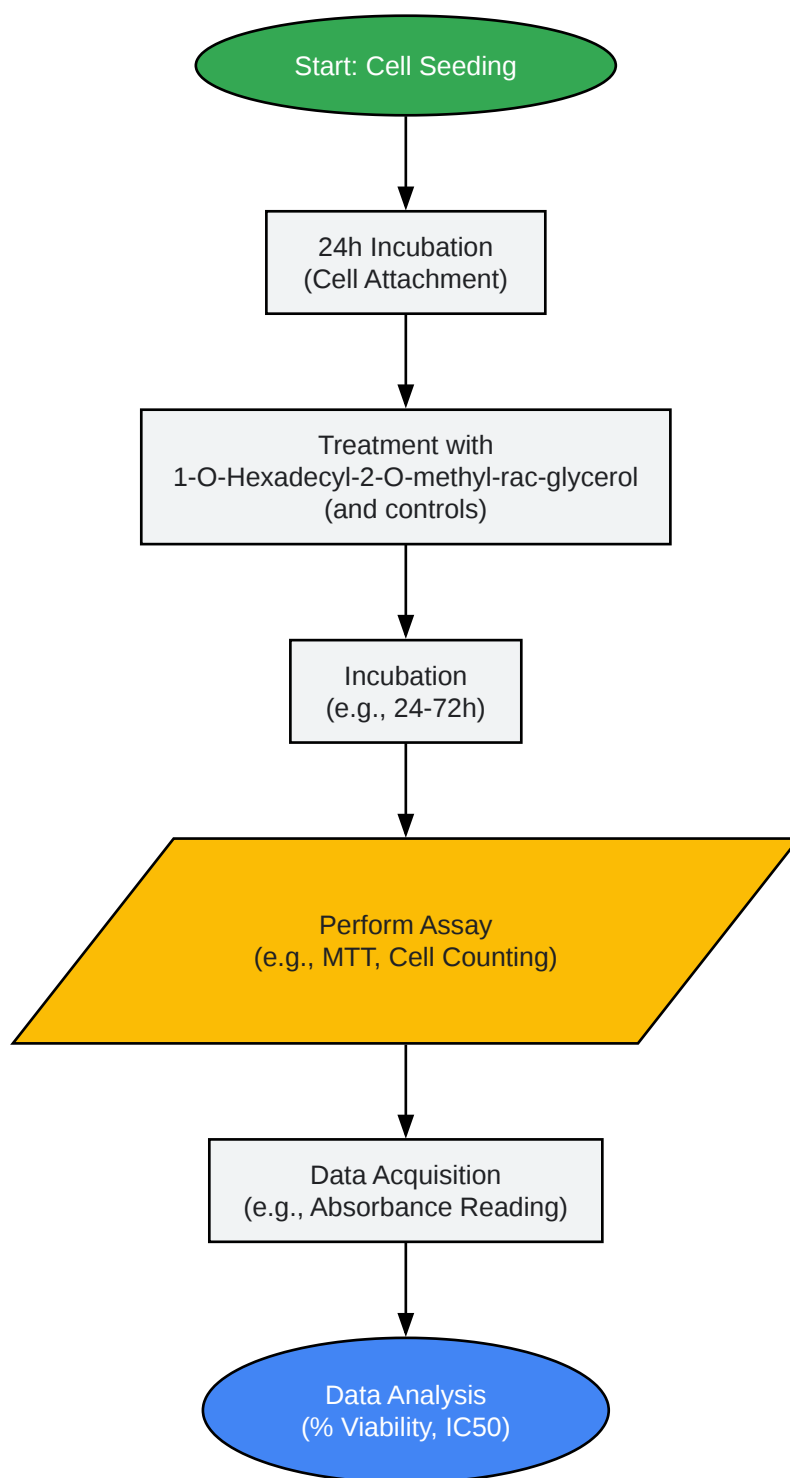 Start: Cell Seeding
24h Incubation
(Cell Attachment)
Treatment with
1-O-Hexadecyl-2-O-methyl-rac-glycerol
(and controls)
Incubation
(e.g., 24-72h)
Perform Assay
(e.g., MTT, Cell Counting)
Data Acquisition
(e.g., Absorbance Reading)
Data Analysis
(% Viability, IC50)